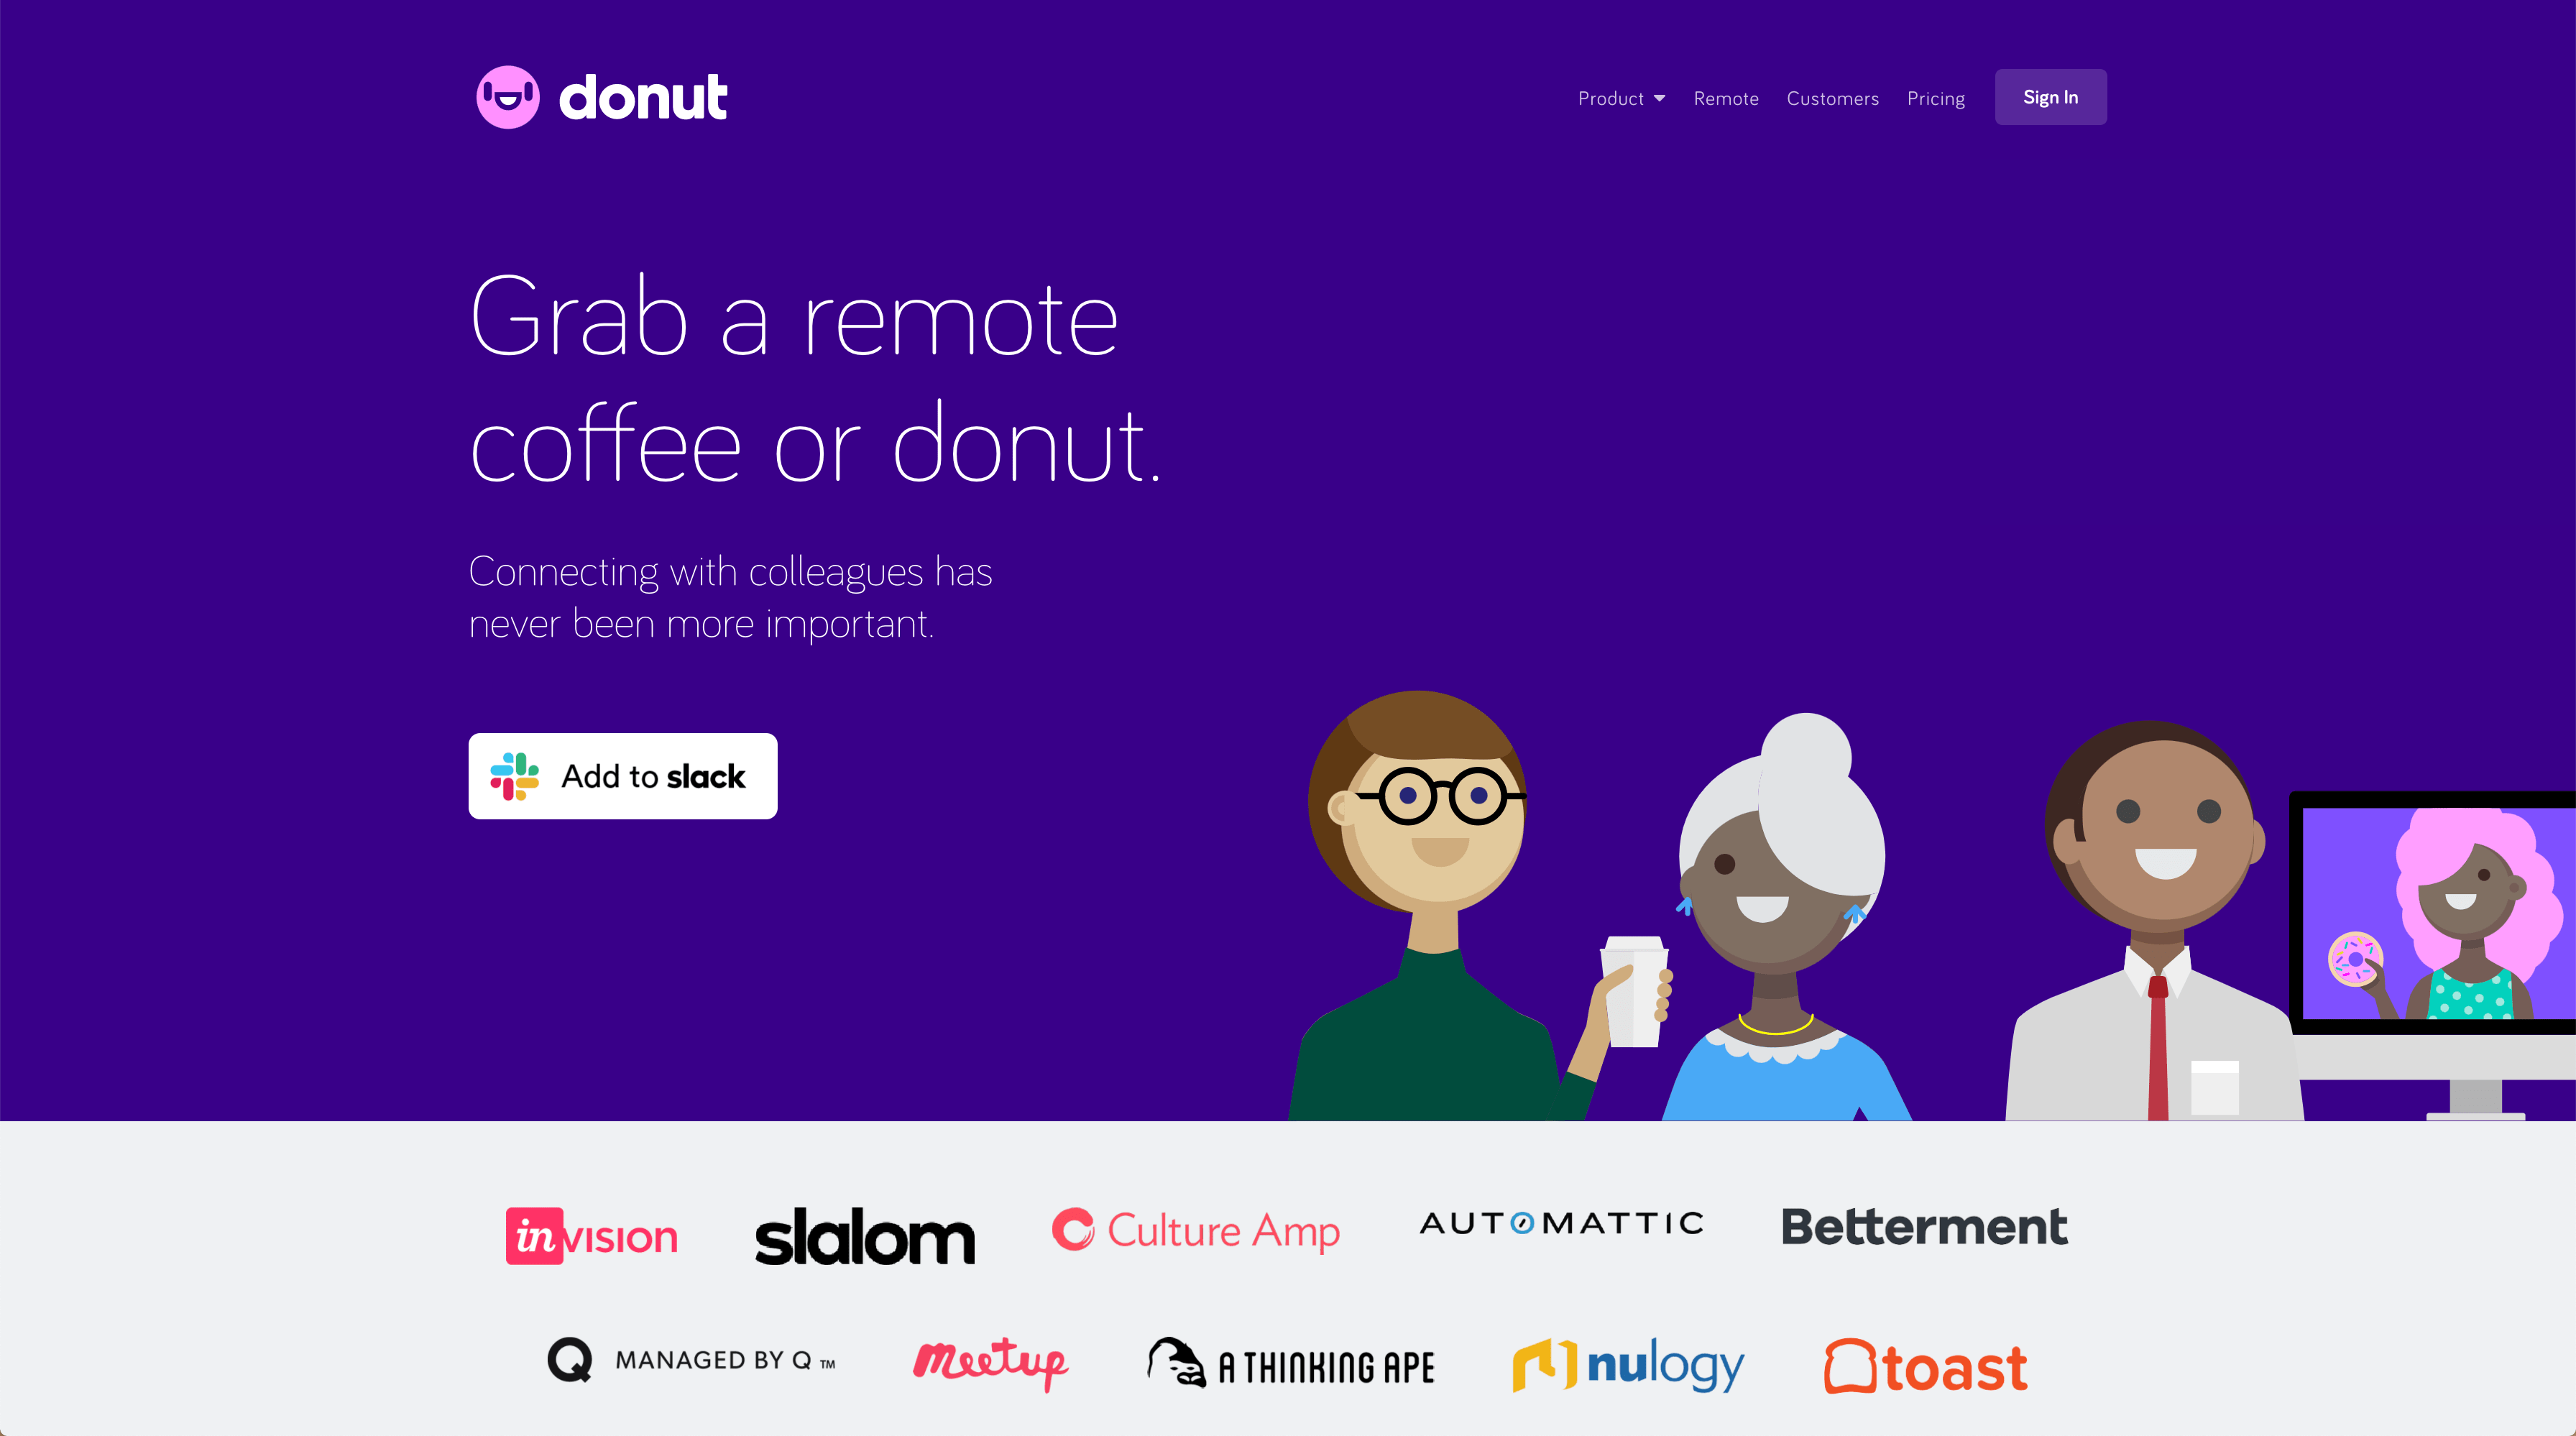 donut
Product Remote Customers Pricing Sign In
Grab a remote
coffee or donut.
Connecting with colleagues has
never been more important.
Add to slack
invision slalom Culture Amp AUTOMATTIC Betterment
Q MANAGED BY Q TM Meetup A THINKING APE nulogy toast